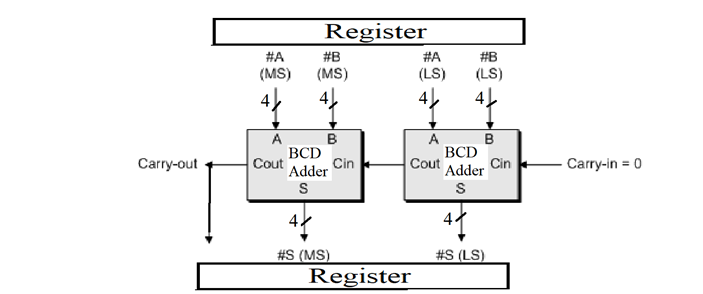 Register
#A #B #A #B
(MS) (MS) (LS) (LS)
4 4 4 4
A B A B
Carry-out Cout BCD Adder Cin Cout BCD Adder Cin Carry-in = 0
S S
4 4
#S (MS) #S (LS)
Register